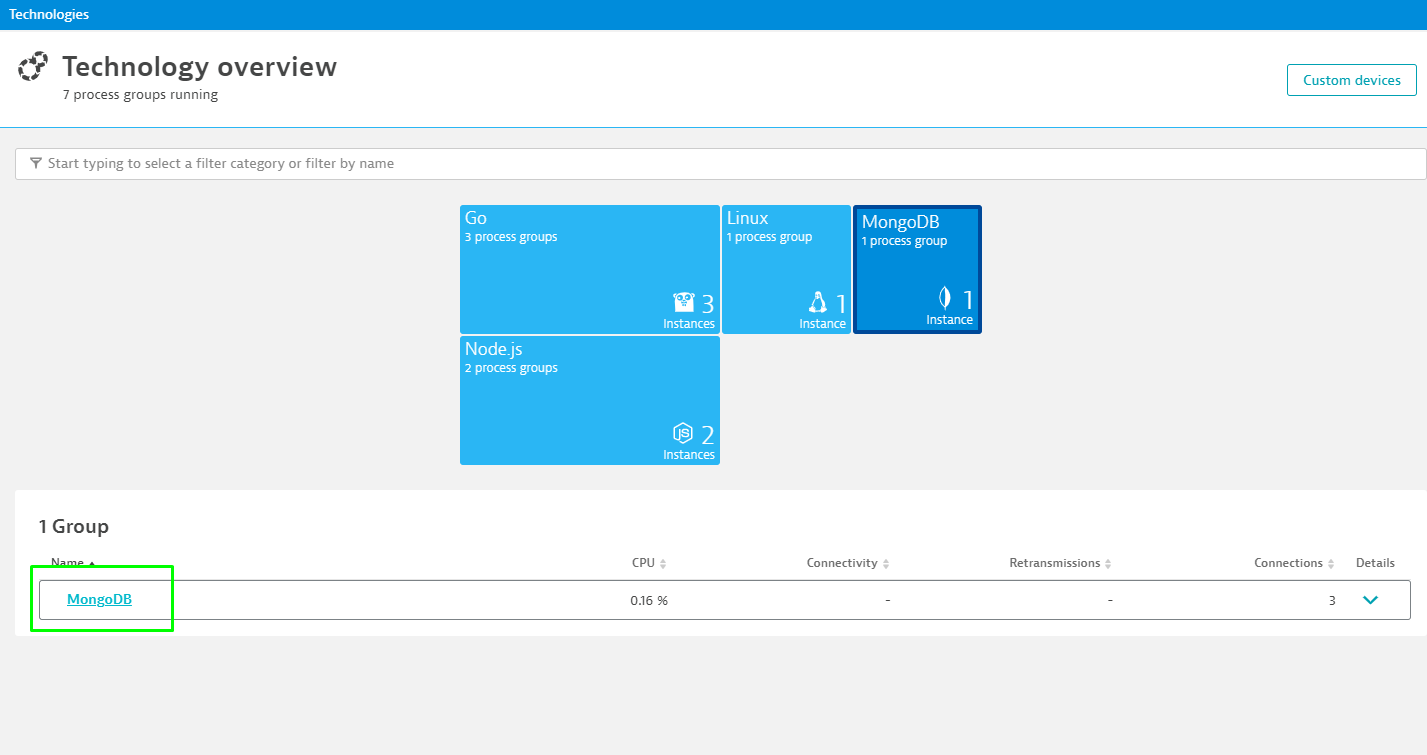 Technologies
Technology overview
7 process groups running
Custom devices
Start typing to select a filter category or filter by name
Go
3 process groups
3
Instances
Linux
1 process group
1
Instance
MongoDB
1 process group
1
Instance
Node.js
2 process groups
JS 2
Instances
1 Group
Name CPU Connectivity Retransmissions Connections Details
MongoDB 0.16 % - - 3